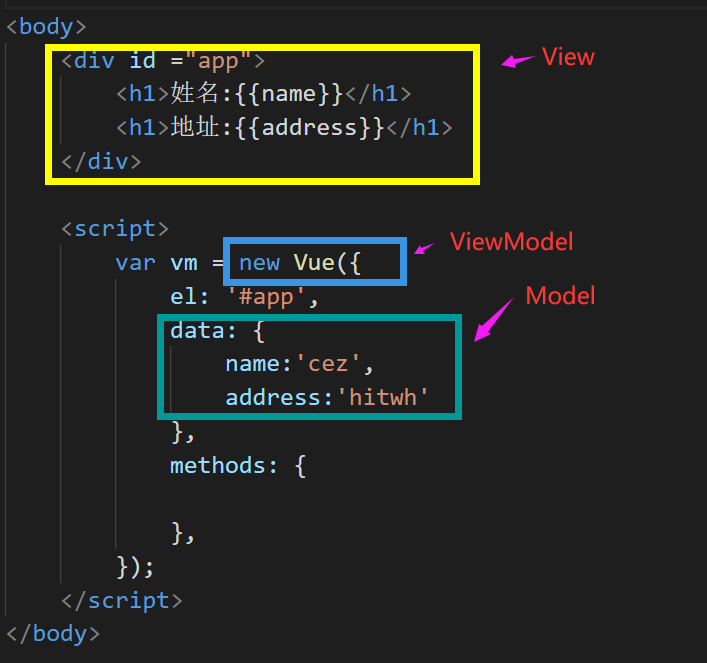 <body>
<div id ="app">
View
<h1>姓名:{{name}}</h1>
<h1>地址:{{address}}</h1>
</div>
<script>
ViewModel
var vm = new Vue({
el: '#app',
Model
data: {
name:'cez',
address:'hitwh'
},
methods: {
},
});
</script>
</body>